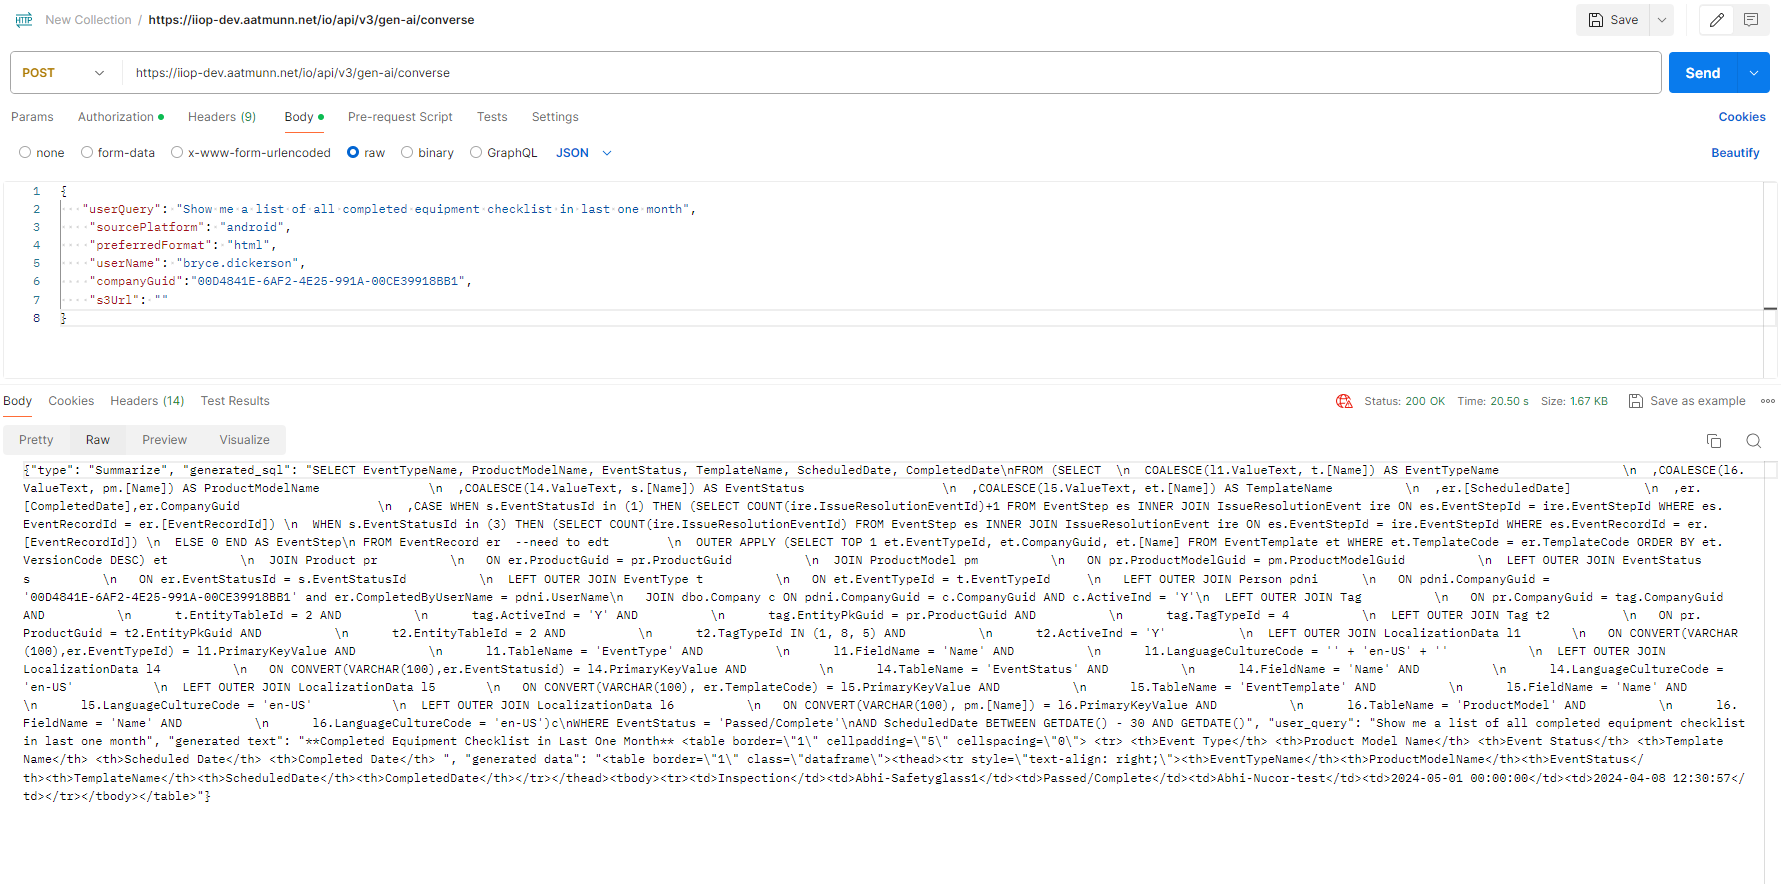 HTTP New Collection / https://iiop-dev.aatmunn.net/io/api/v3/gen-ai/converse Save
POST https://iiop-dev.aatmunn.net/io/api/v3/gen-ai/converse Send
Params Authorization Headers (9) Body Pre-request Script Tests Settings Cookies
none form-data x-www-form-urlencoded raw binary GraphQL JSON Beautify
1 {
2 "userQuery": "Show me a list of all completed equipment checklist in last one month",
3 "sourcePlatform": "android",
4 "preferredFormat": "html",
5 "userName": "bryce.dickerson",
6 "companyGuid":"00D4841E-6AF2-4E25-991A-00CE39918BB1",
7 "s3Url": ""
8 }
Body Cookies Headers (14) Test Results Status: 200 OK Time: 20.50 s Size: 1.67 KB Save as example
Pretty Raw Preview Visualize
{"type": "Summarize", "generated_sql": "SELECT EventTypeName, ProductModelName, EventStatus, TemplateName, ScheduledDate, CompletedDate\nFROM (SELECT \n COALESCE(l1.ValueText, t.[Name]) AS EventTypeName \n ,COALESCE(l6.
ValueText, pm.[Name]) AS ProductModelName \n ,COALESCE(l4.ValueText, s.[Name]) AS EventStatus \n ,COALESCE(l5.ValueText, et.[Name]) AS TemplateName \n ,er.[ScheduledDate] \n ,er.
[CompletedDate],er.CompanyGuid \n ,CASE WHEN s.EventStatusId in (1) THEN (SELECT COUNT(ire.IssueResolutionEventId)+1 FROM EventStep es INNER JOIN IssueResolutionEvent ire ON es.EventStepId = ire.EventStepId WHERE es.
EventRecordId = er.[EventRecordId]) \n WHEN s.EventStatusId in (3) THEN (SELECT COUNT(ire.IssueResolutionEventId) FROM EventStep es INNER JOIN IssueResolutionEvent ire ON es.EventStepId = ire.EventStepId WHERE es.EventRecordId = er.
[EventRecordId]) \n ELSE 0 END AS EventStep\n FROM EventRecord er --need to edt \n OUTER APPLY (SELECT TOP 1 et.EventTypeId, et.CompanyGuid, et.[Name] FROM EventTemplate et WHERE et.TemplateCode = er.TemplateCode ORDER BY et.
VersionCode DESC) et \n JOIN Product pr \n ON er.ProductGuid = pr.ProductGuid \n JOIN ProductModel pm \n ON pr.ProductModelGuid = pm.ProductModelGuid \n LEFT OUTER JOIN EventStatus
s \n ON er.EventStatusId = s.EventStatusId \n LEFT OUTER JOIN EventType t \n ON et.EventTypeId = t.EventTypeId \n LEFT OUTER JOIN Person pdni \n ON pdni.CompanyGuid =
'00D4841E-6AF2-4E25-991A-00CE39918BB1' and er.CompletedByUserName = pdni.UserName\n JOIN dbo.Company c ON pdni.CompanyGuid = c.CompanyGuid AND c.ActiveInd = 'Y'\n LEFT OUTER JOIN Tag \n ON pr.CompanyGuid = tag.CompanyGuid
AND \n t.EntityTableId = 2 AND \n tag.ActiveInd = 'Y' AND \n tag.EntityPkGuid = pr.ProductGuid AND \n tag.TagTypeId = 4 \n LEFT OUTER JOIN Tag t2 \n ON pr.
ProductGuid = t2.EntityPkGuid AND \n t2.EntityTableId = 2 AND \n t2.TagTypeId IN (1, 8, 5) AND \n t2.ActiveInd = 'Y' \n LEFT OUTER JOIN LocalizationData l1 \n ON CONVERT(VARCHAR
(100),er.EventTypeId) = l1.PrimaryKeyValue AND \n l1.TableName = 'EventType' AND \n l1.FieldName = 'Name' AND \n l1.LanguageCultureCode = '' + 'en-US' + '' \n LEFT OUTER JOIN
LocalizationData l4 \n ON CONVERT(VARCHAR(100),er.EventStatusid) = l4.PrimaryKeyValue AND \n l4.TableName = 'EventStatus' AND \n l4.FieldName = 'Name' AND \n l4.LanguageCultureCode =
'en-US' \n LEFT OUTER JOIN LocalizationData l5 \n ON CONVERT(VARCHAR(100), er.TemplateCode) = l5.PrimaryKeyValue AND \n l5.TableName = 'EventTemplate' AND \n l5.FieldName = 'Name' AND
\n l5.LanguageCultureCode = 'en-US' \n LEFT OUTER JOIN LocalizationData l6 \n ON CONVERT(VARCHAR(100), pm.[Name]) = l6.PrimaryKeyValue AND \n l6.TableName = 'ProductModel' AND \n l6.
FieldName = 'Name' AND \n l6.LanguageCultureCode = 'en-US')c\nWHERE EventStatus = 'Passed/Complete'\nAND ScheduledDate BETWEEN GETDATE() - 30 AND GETDATE()", "user_query": "Show me a list of all completed equipment checklist
in last one month", "generated text": "**Completed Equipment Checklist in Last One Month** <table border=\"1\" cellpadding=\"5\" cellspacing=\"0\"> <tr> <th>Event Type</th> <th>Product Model Name</th> <th>Event Status</th> <th>Template
Name</th> <th>Scheduled Date</th> <th>Completed Date</th> ", "generated data": "<table border=\"1\" class=\"dataframe\"><thead><tr style=\"text-align: right;\"><th>EventTypeName</th><th>ProductModelName</th><th>EventStatus</
th><th>TemplateName</th><th>ScheduledDate</th><th>CompletedDate</th></tr></thead><tbody><tr><td>Inspection</td><td>Abhi-Safetyglass1</td><td>Passed/Complete</td><td>Abhi-Nucor-test</td><td>2024-05-01 00:00:00</td><td>2024-04-08 12:30:57</
td></tr></tbody></table>"}